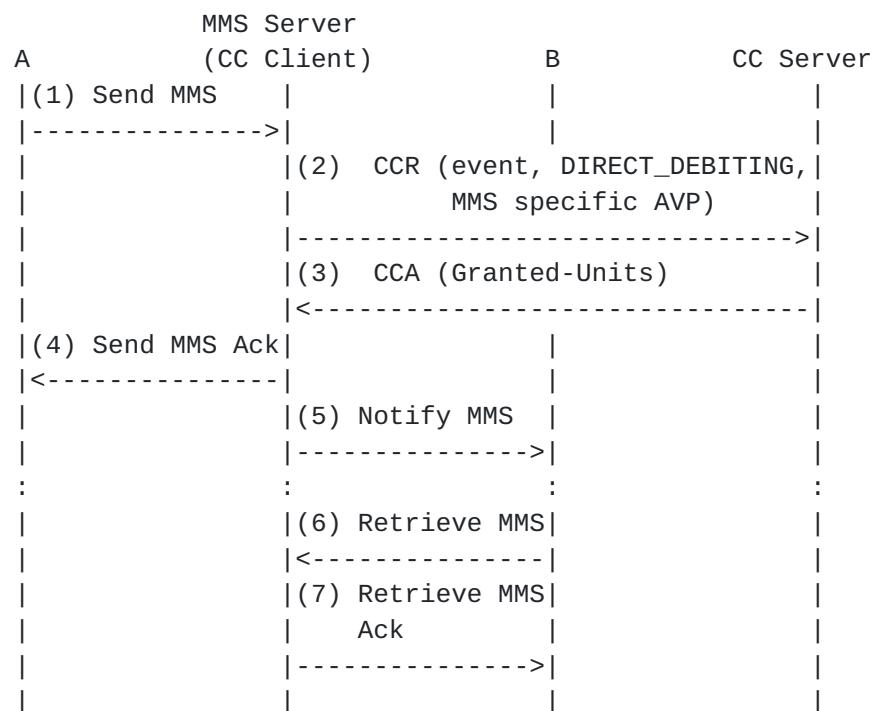 MMS Server
A           (CC Client)           B           CC Server
|(1) Send MMS    |                |                |
|--------------->|                |                |
|                |(2)  CCR (event, DIRECT_DEBITING,|
|                |          MMS specific AVP)      |
|                |-------------------------------->|
|                |(3)  CCA (Granted-Units)         |
|                |<--------------------------------|
|(4) Send MMS Ack|                |                |
|<---------------|                |                |
|                |(5) Notify MMS  |                |
|                |--------------->|                |
:                :                :                :
|                |(6) Retrieve MMS|                |
|                |<---------------|                |
|                |(7) Retrieve MMS|                |
|                |    Ack         |                |
|                |--------------->|                |
|                |                |                |